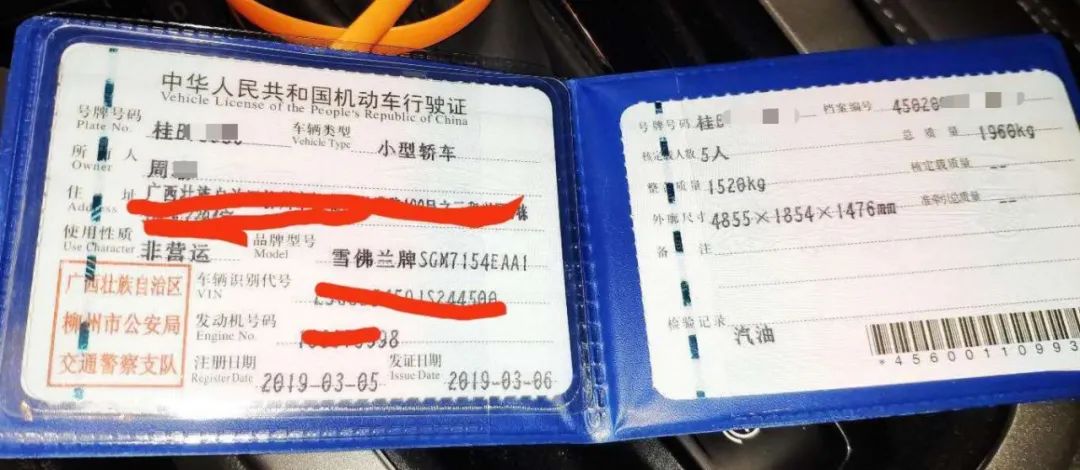 中华人民共和国机动车行驶证
Vehicle License of the People's Republic of China
号牌号码 桂B 车辆类型 小型轿车
Plate No. Vehicle Type
所有人 周
Owner
住址 广西壮族自治
Address
使用性质 非营运 品牌型号 雪佛兰牌SGM7154EAA1
Use Character Model
广西壮族自治区
柳州市公安局
交通警察支队
车辆识别代号 S244500
VIN
发动机号码 98
Engine No.
注册日期 2019-03-05 发证日期 2019-03-06
Register Date Issue Date
号牌号码 桂B 档案编号 45020
核定载人数 5人 总质量 1960kg
整备质量 1520kg 核定载质量 --
外廓尺寸 4855×1854×1476mm 准牵引总质量 --
备注
检验记录
汽油
*45600110993